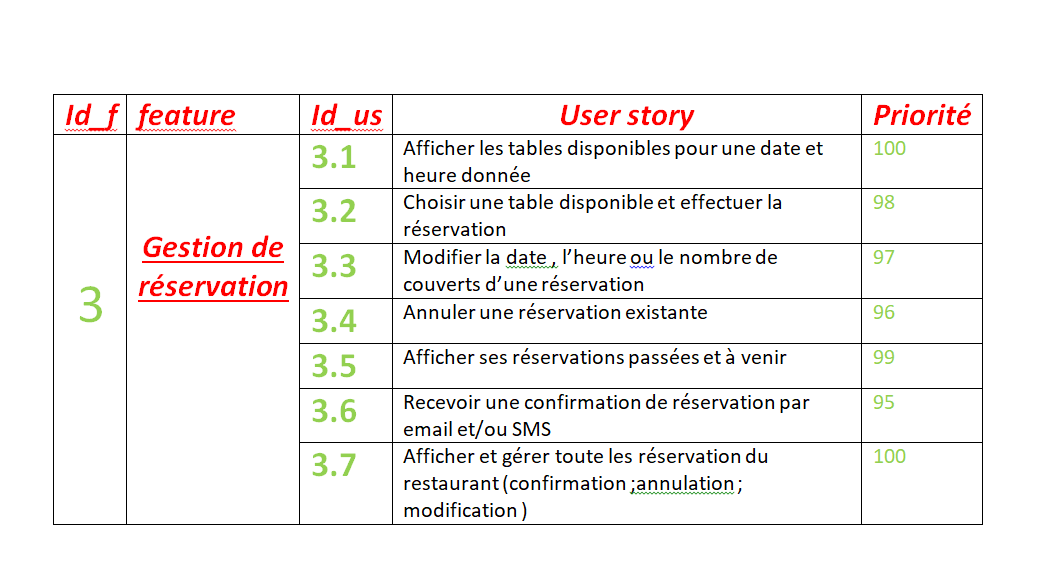 Id_f feature Id_us User story Priorité
3
Gestion de
réservation
3.1 Afficher les tables disponibles pour une date et 100
heure donnée
3.2 Choisir une table disponible et effectuer la 98
réservation
3.3 Modifier la date , l’heure ou le nombre de 97
couverts d’une réservation
3.4 Annuler une réservation existante 96
3.5 Afficher ses réservations passées et à venir 99
3.6 Recevoir une confirmation de réservation par 95
email et/ou SMS
3.7 Afficher et gérer toute les réservation du 100
restaurant (confirmation ;annulation ;
modification )